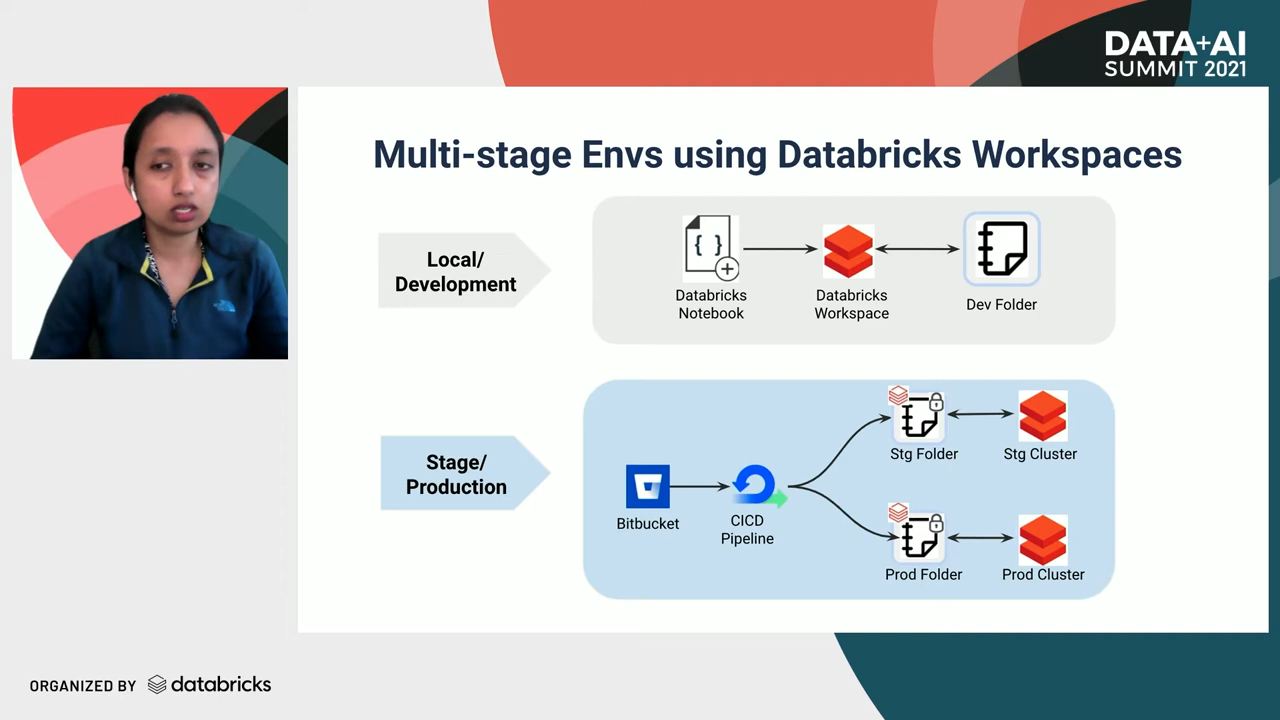 DATA+AI
SUMMIT 2021
Multi-stage Envs using Databricks Workspaces
Local/
Development
{ }
Databricks
Notebook
Databricks
Workspace
Dev Folder
Stage/
Production
Bitbucket
CICD
Pipeline
Stg Folder
Stg Cluster
Prod Folder
Prod Cluster
ORGANIZED BY databricks